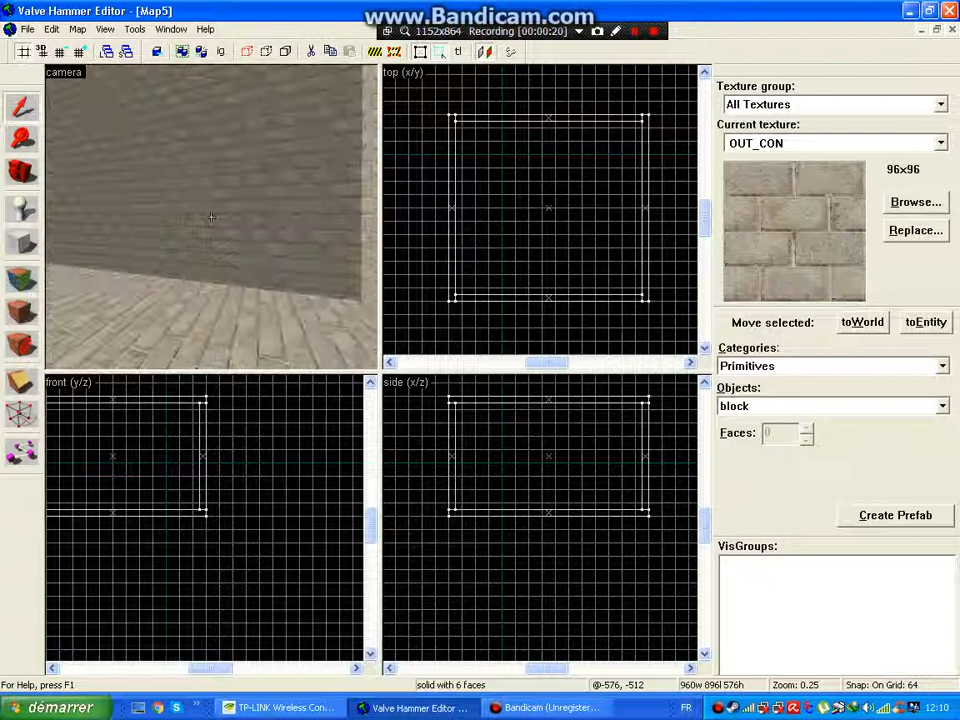 Valve Hammer Editor - [Map5]
www.Bandicam.com
File Edit Map View Tools Window Help
1152x864 Recording [00:00:20]
3D
ig
tl
camera
top (x/y)
front (y/z)
side (x/z)
Texture group:
All Textures
Current texture:
OUT_CON
96x96
Browse...
Replace...
Move selected:
toWorld
toEntity
Categories:
Primitives
Objects:
block
Faces: 0
Create Prefab
VisGroups:
For Help, press F1
solid with 6 faces
@-576, -512
960w 896l 576h
Zoom: 0.25
Snap: On Grid: 64
démarrer
TP-LINK Wireless Con...
Valve Hammer Editor ...
Bandicam (Unregister...
FR
12:10